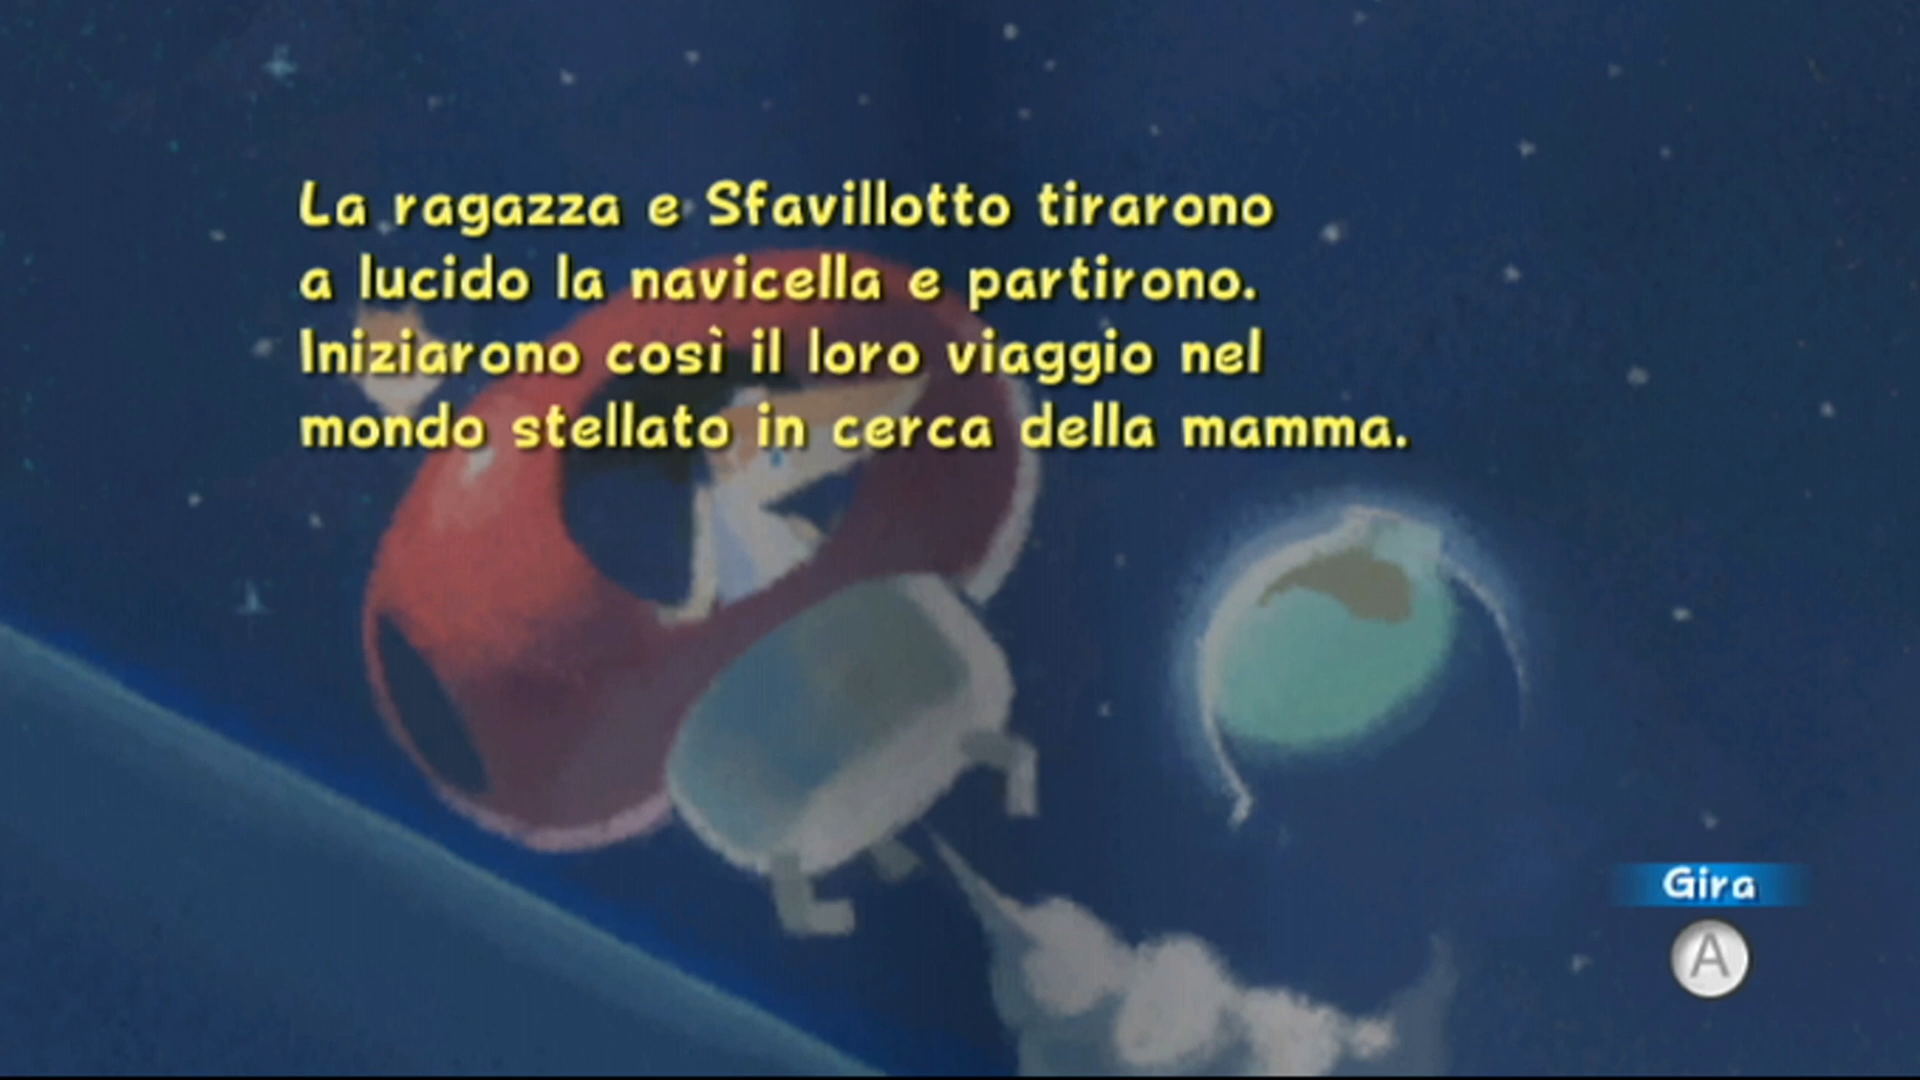 La ragazza e Sfavillotto tirarono
a lucido la navicella e partirono.
Iniziarono così il loro viaggio nel
mondo stellato in cerca della mamma.
Gira
A